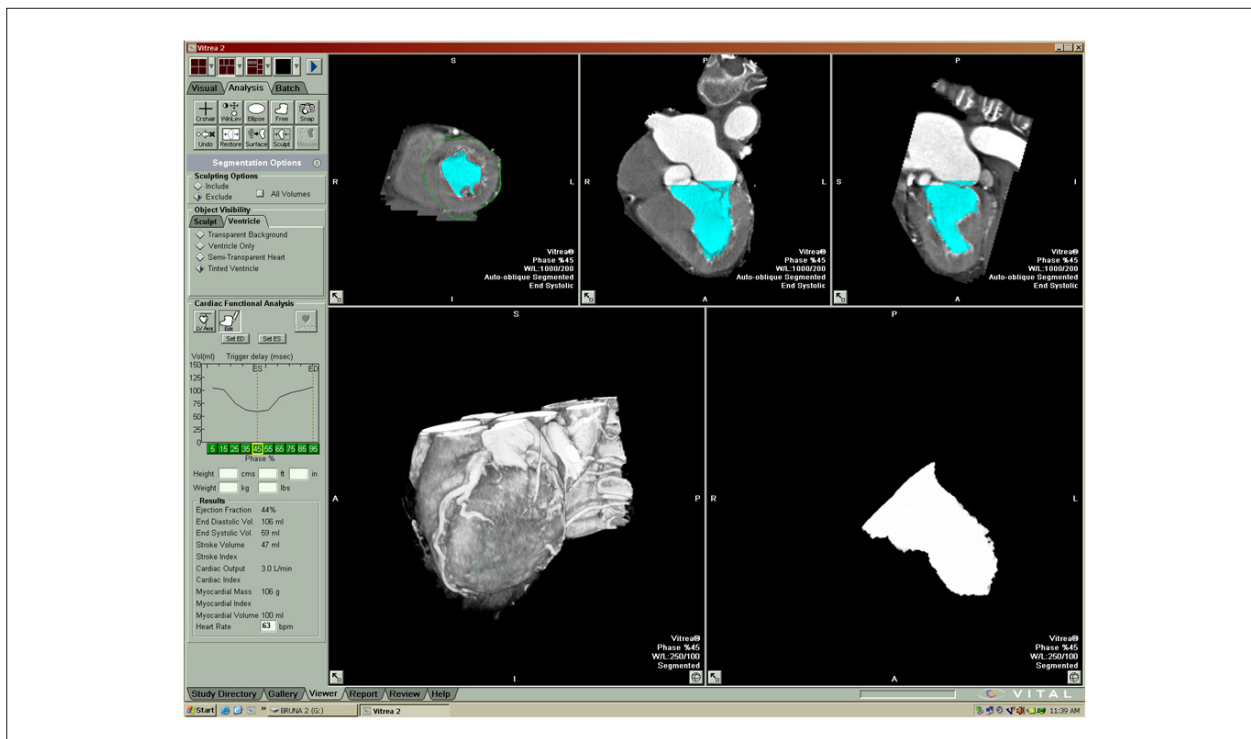 Vitrea 2
Visual Analysis Batch
Crshair WinLev Ellipse Free Snap
Undo Restore Surface Sculpt Measure
Segmentation Options
Sculpting Options
Include
Exclude
All Volumes
Object Visibility
Sculpt Ventricle
Transparent Background
Ventricle Only
Semi-Transparent Heart
Tinted Ventricle
Cardiac Functional Analysis
LV Axis Edit
Set ED Set ES
Vol(ml) Trigger delay (msec)
150
ES ED
125
100
75
50
25
0
5 15 25 35 45 55 65 75 85 95
Phase %
Height cms ft in
Weight kg lbs
Results
Ejection Fraction 44%
End Diastolic Vol. 106 ml
End Systolic Vol. 59 ml
Stroke Volume 47 ml
Stroke Index
Cardiac Output 3.0 L/min
Cardiac Index
Myocardial Mass 106 g
Myocardial Index
Myocardial Volume 100 ml
Heart Rate 63 bpm
S
R L
Vitrea®
Phase %45
W/L:1000/200
Auto-oblique Segmented
End Systolic
I
P
R L
Vitrea®
Phase %45
W/L:1000/200
Auto-oblique Segmented
End Systolic
A
P
S I
Vitrea®
Phase %45
W/L:1000/200
Auto-oblique Segmented
End Systolic
A
S
A P
Vitrea®
Phase %45
W/L:250/100
Segmented
I
P
R L
Vitrea®
Phase %45
W/L:250/100
Segmented
A
Study Directory Gallery Viewer Report Review Help
VITAL
Start » BRUNA 2 (G:) Vitrea 2 11:39 AM